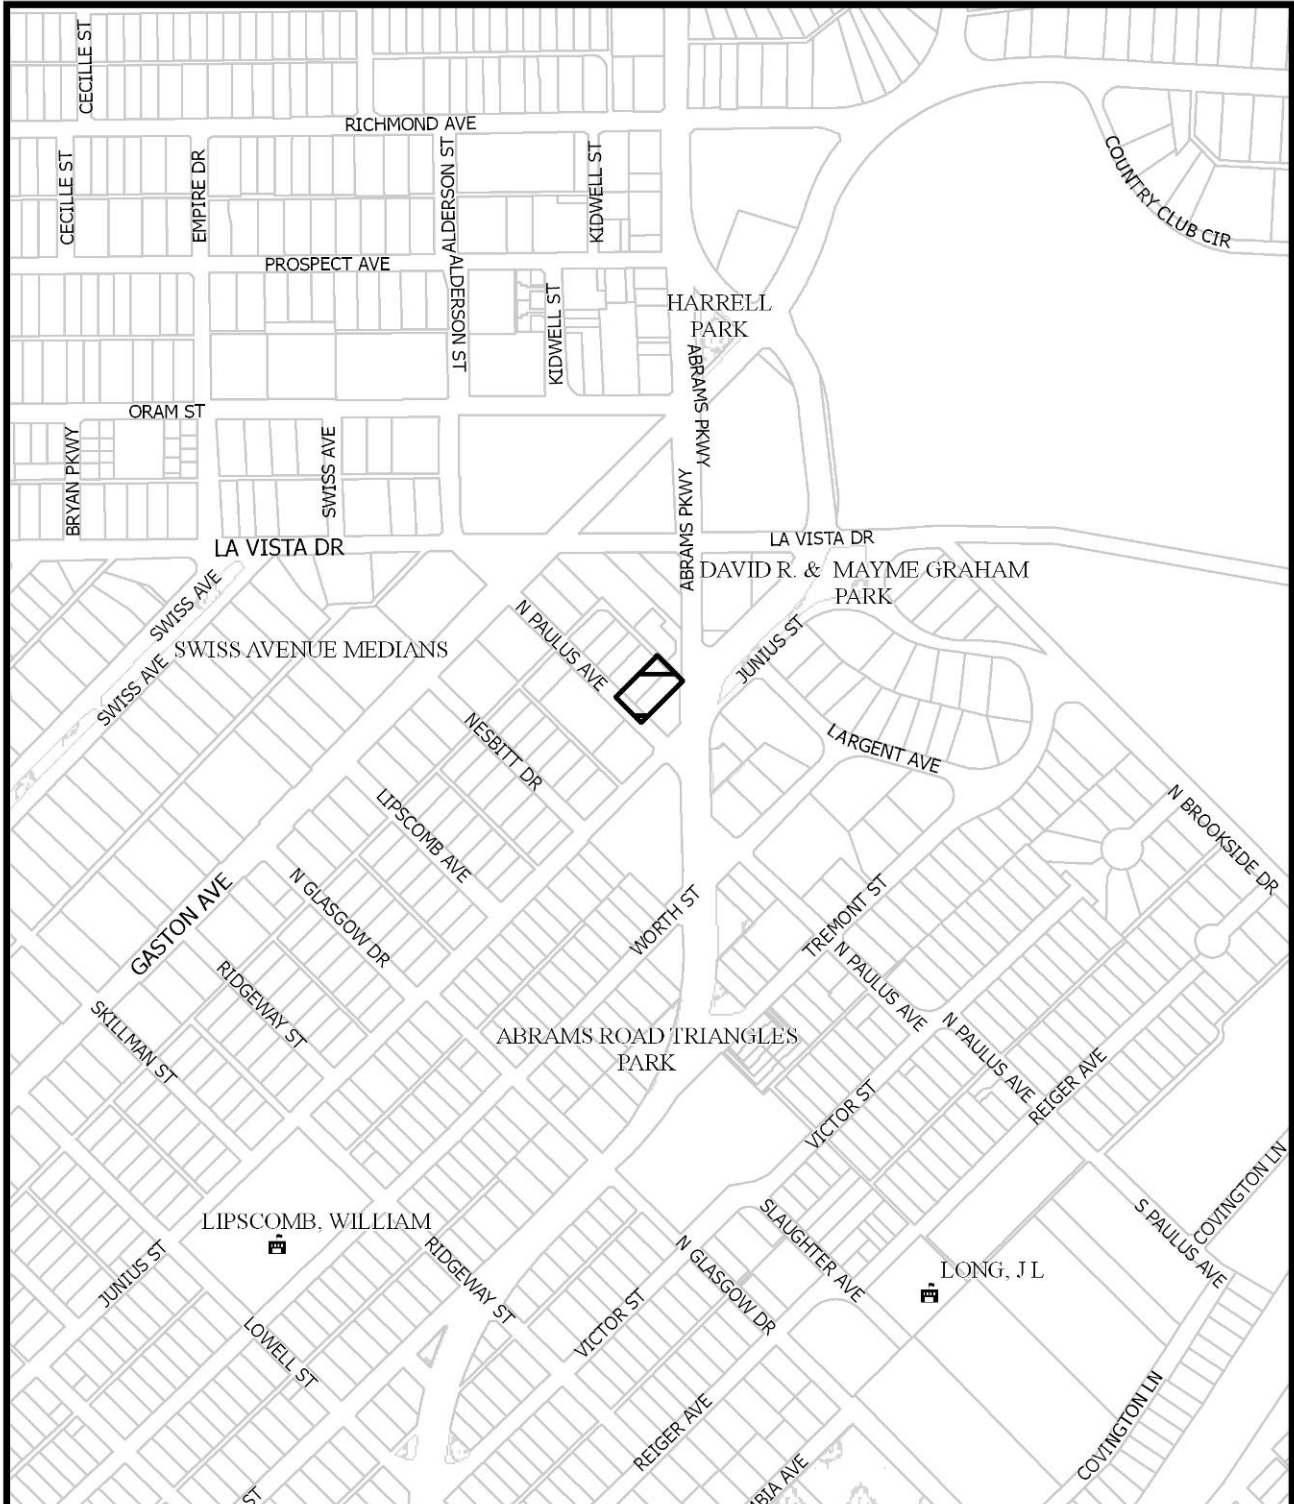 CECILLE ST
RICHMOND AVE
CECILLE ST
EMPIRE DR
ALDERSON ST
KIDWELL ST
COUNTRY CLUB CIR
PROSPECT AVE
ALDERSON ST
KIDWELL ST
HARRELL
PARK
ABRAMS PKWY
ORAM ST
BRYAN PKWY
SWISS AVE
ABRAMS PKWY
LA VISTA DR
LA VISTA DR
DAVID R. & MAYME GRAHAM
PARK
SWISS AVE
SWISS AVENUE MEDIANS
SWISS AVE
N PAULUS AVE
JUNIUS ST
NESBITT DR
LARGENT AVE
LIPSCOMB AVE
N BROOKSIDE DR
GASTON AVE
N GLASGOW DR
WORTH ST
TREMONT ST
RIDGEWAY ST
N PAULUS AVE
SKILLMAN ST
ABRAMS ROAD TRIANGLES
PARK
N PAULUS AVE
REIGER AVE
VICTOR ST
COVINGTON LN
S PAULUS AVE
LIPSCOMB, WILLIAM
SLAUGHTER AVE
JUNIUS ST
RIDGEWAY ST
N GLASGOW DR
LONG, J L
VICTOR ST
LOWELL ST
REIGER AVE
COVINGTON LN
BIA AVE
ST